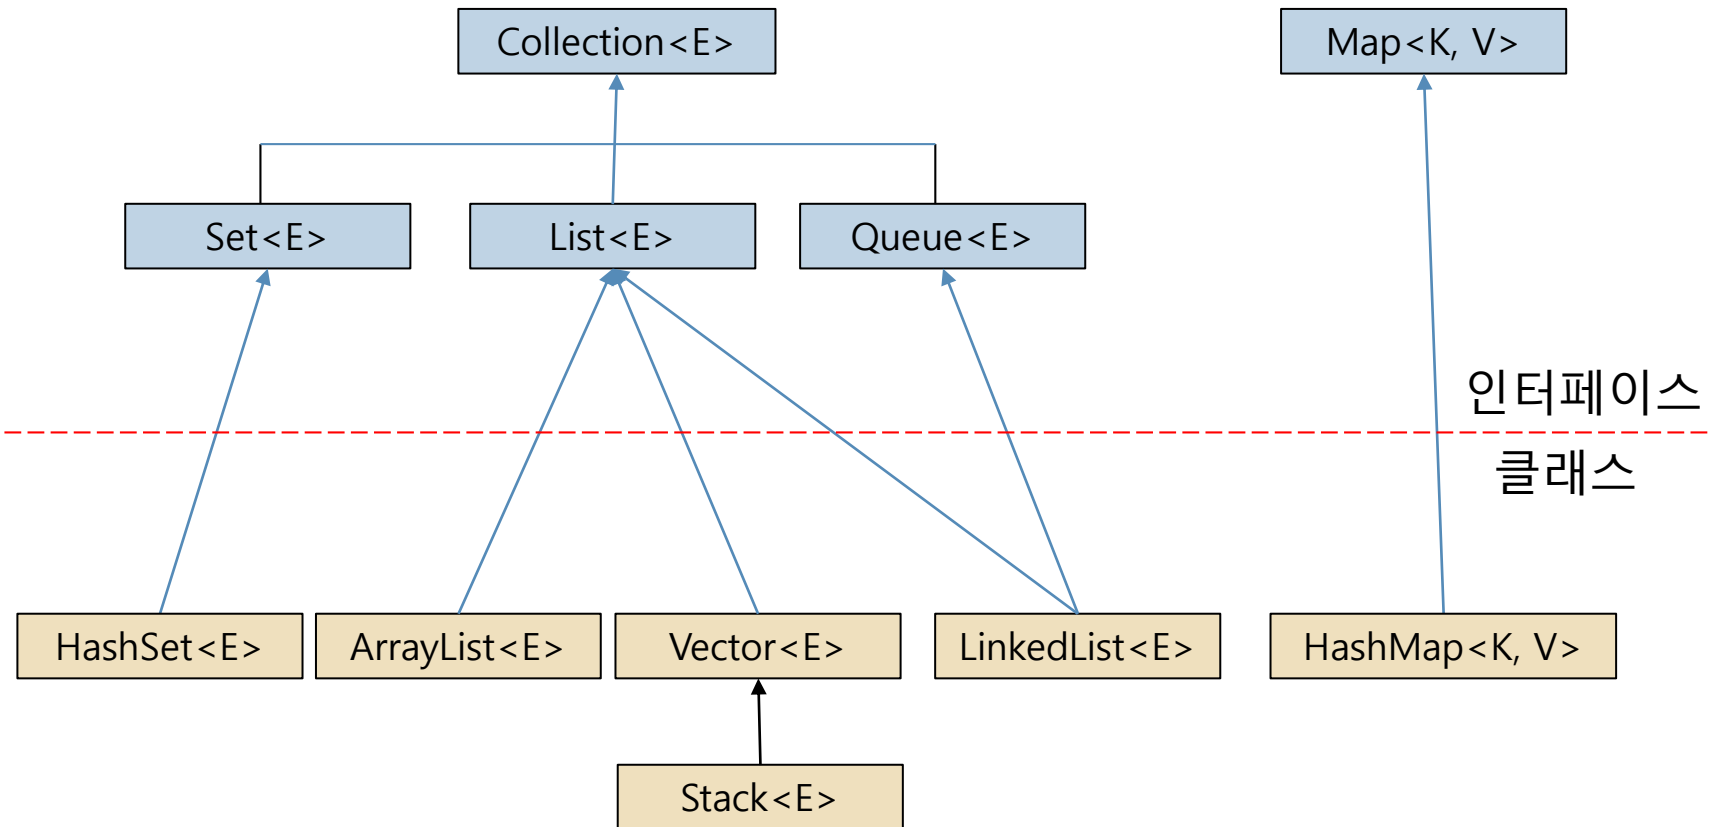 Collection<E>
Map<K, V>
Set<E>
List<E>
Queue<E>
인터페이스
클래스
HashSet<E>
ArrayList<E>
Vector<E>
LinkedList<E>
HashMap<K, V>
Stack<E>